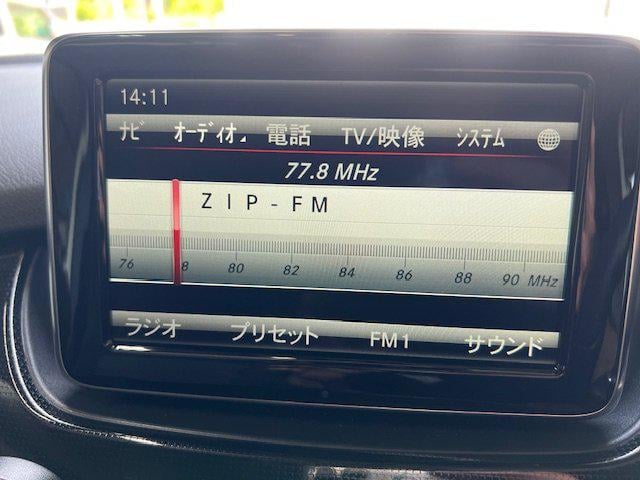 14:11
ナビ ｵｰﾃﾞｨｵ 電話 TV/映像 ｼｽﾃﾑ
77.8 MHz
ZIP-FM
76 8 80 82 84 86 88 90 MHz
ラジオ プリセット FM1 サウンド